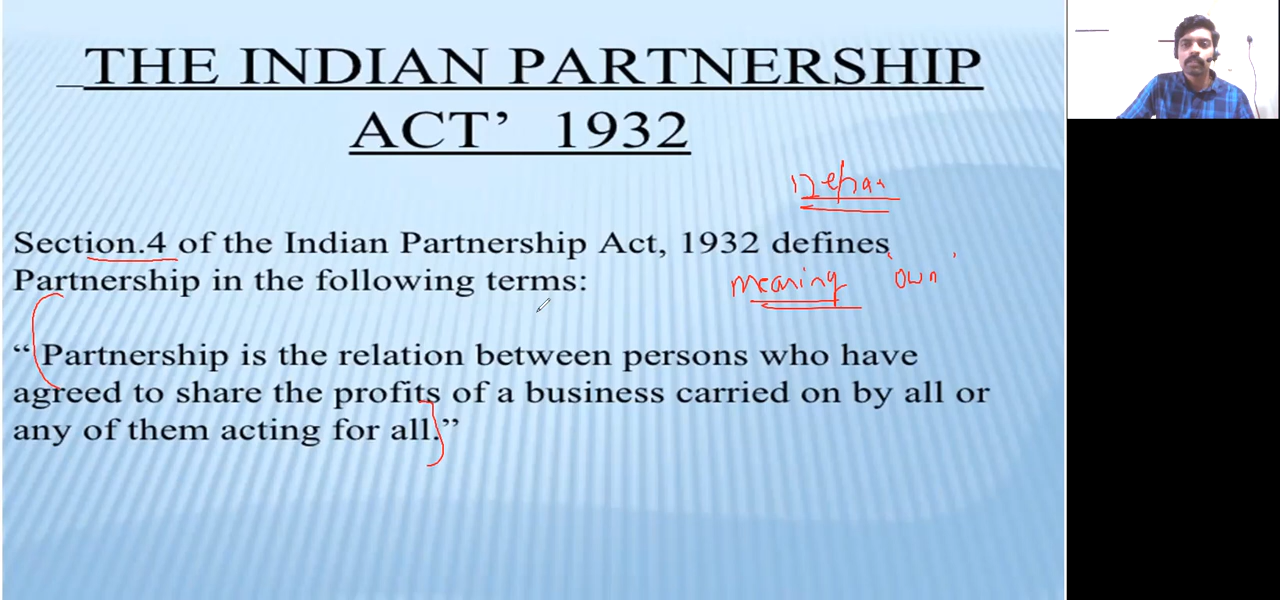 THE INDIAN PARTNERSHIP
ACT’ 1932
Section.4 of the Indian Partnership Act, 1932 defines
Partnership in the following terms:
meaning 'own'
“ Partnership is the relation between persons who have
agreed to share the profits of a business carried on by all or
any of them acting for all.”